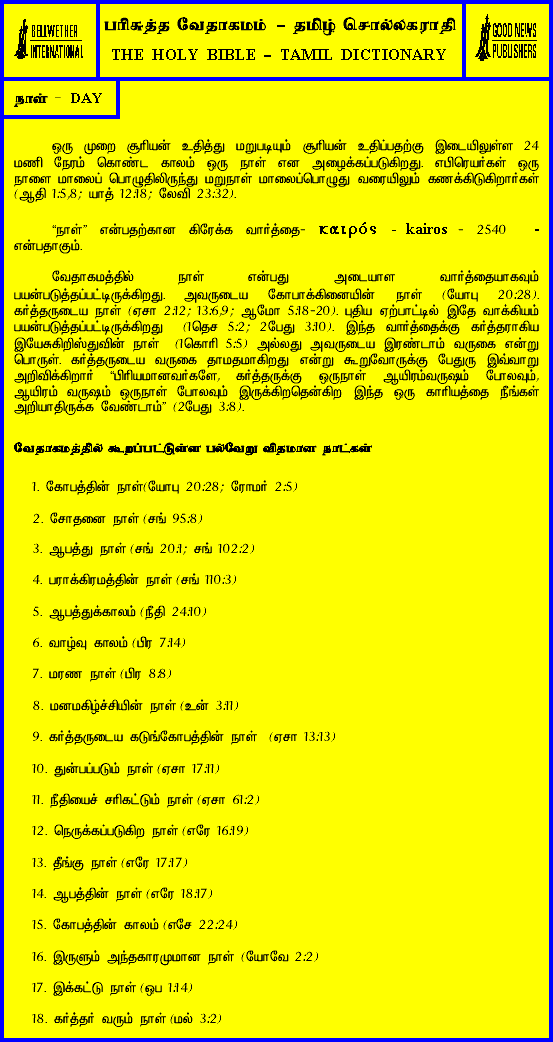 BELLWETHER
INTERNATIONAL
பரிசுத்த வேதாகமம் - தமிழ் சொல்லகராதி
THE HOLY BIBLE - TAMIL DICTIONARY
GOOD NEWS
PUBLISHERS
நாள் - DAY
ஒரு முறை சூரியன் உதித்து மறுபடியும் சூரியன் உதிப்பதற்கு இடையிலுள்ள 24
மணி நேரம் கொண்ட காலம் ஒரு நாள் என அழைக்கப்படுகிறது. எபிரெயர்கள் ஒரு
நாளை மாலைப் பொழுதிலிருந்து மறுநாள் மாலைப்பொழுது வரையிலும் கணக்கிடுகிறார்கள்
(ஆதி 1:5,8; யாத் 12:18; லேவி 23:32).
“நாள்” என்பதற்கான கிரேக்க வார்த்தை- καιρός - kairos - 2540 -
என்பதாகும்.
வேதாகமத்தில் நாள் என்பது அடையாள வார்த்தையாகவும்
பயன்படுத்தப்பட்டிருக்கிறது. அவருடைய கோபாக்கினையின் நாள் (யோபு 20:28).
கர்த்தருடைய நாள் (ஏசா 2:12; 13:6,9; ஆமோ 5:18-20). புதிய ஏற்பாட்டில் இதே வாக்கியம்
பயன்படுத்தப்பட்டிருக்கிறது (1தெச 5:2; 2பேது 3:10). இந்த வார்த்தைக்கு கர்த்தராகிய
இயேசுகிறிஸ்துவின் நாள் (1கொரி 5:5) அல்லது அவருடைய இரண்டாம் வருகை என்று
பொருள். கர்த்தருடைய வருகை தாமதமாகிறது என்று கூறுவோருக்கு பேதுரு இவ்வாறு
அறிவிக்கிறார் “பிரியமானவர்களே, கர்த்தருக்கு ஒருநாள் ஆயிரம்வருஷம் போலவும்,
ஆயிரம் வருஷம் ஒருநாள் போலவும் இருக்கிறதென்கிற இந்த ஒரு காரியத்தை நீங்கள்
அறியாதிருக்க வேண்டாம்” (2பேது 3:8).
வேதாகமத்தில் கூறப்பட்டுள்ள பல்வேறு விதமான நாட்கள்
1. கோபத்தின் நாள்(யோபு 20:28; ரோமர் 2:5)
2. சோதனை நாள் (சங் 95:8)
3. ஆபத்து நாள் (சங் 20:1; சங் 102:2)
4. பராக்கிரமத்தின் நாள் (சங் 110:3)
5. ஆபத்துக்காலம் (நீதி 24:10)
6. வாழ்வு காலம் (பிர 7:14)
7. மரண நாள் (பிர 8:8)
8. மனமகிழ்ச்சியின் நாள் (உன் 3:11)
9. கர்த்தருடைய கடுங்கோபத்தின் நாள் (ஏசா 13:13)
10. துன்பப்படும் நாள் (ஏசா 17:11)
11. நீதியைச் சரிகட்டும் நாள் (ஏசா 61:2)
12. நெருக்கப்படுகிற நாள் (எரே 16:19)
13. தீங்கு நாள் (எரே 17:17)
14. ஆபத்தின் நாள் (எரே 18:17)
15. கோபத்தின் காலம் (எசே 22:24)
16. இருளும் அந்தகாரமுமான நாள் (யோவே 2:2)
17. இக்கட்டு நாள் (ஒப 1:14)
18. கர்த்தர் வரும் நாள் (மல் 3:2)